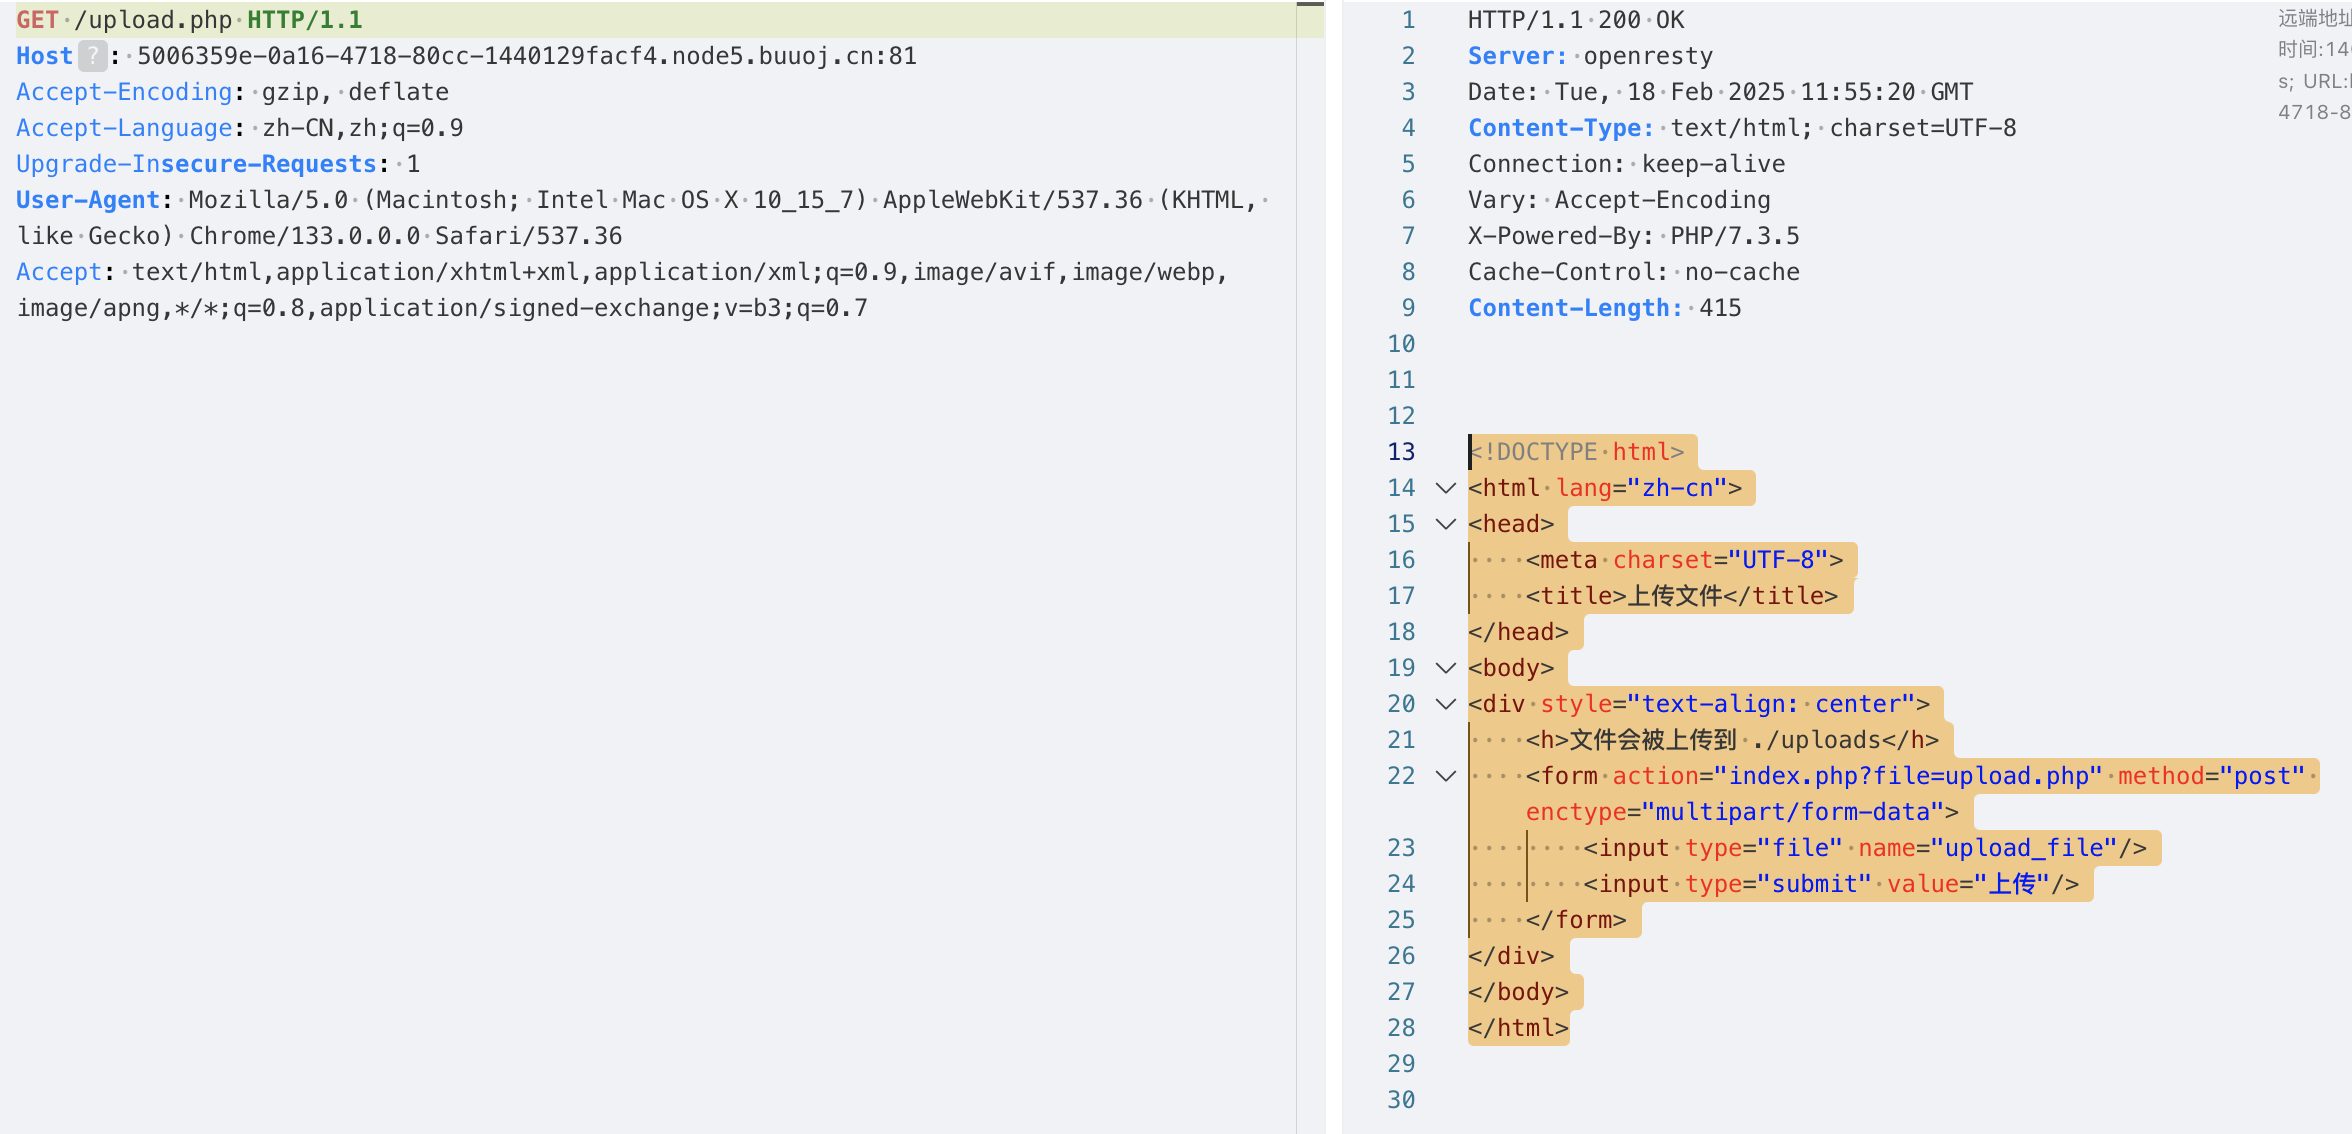 GET /upload.php HTTP/1.1
Host ? : 5006359e-0a16-4718-80cc-1440129facf4.node5.buuoj.cn:81
Accept-Encoding: gzip, deflate
Accept-Language: zh-CN,zh;q=0.9
Upgrade-Insecure-Requests: 1
User-Agent: Mozilla/5.0 (Macintosh; Intel Mac OS X 10_15_7) AppleWebKit/537.36 (KHTML,
like Gecko) Chrome/133.0.0.0 Safari/537.36
Accept: text/html,application/xhtml+xml,application/xml;q=0.9,image/avif,image/webp,
image/apng,*/*;q=0.8,application/signed-exchange;v=b3;q=0.7
1 HTTP/1.1 200 OK
2 Server: openresty
3 Date: Tue, 18 Feb 2025 11:55:20 GMT
4 Content-Type: text/html; charset=UTF-8
5 Connection: keep-alive
6 Vary: Accept-Encoding
7 X-Powered-By: PHP/7.3.5
8 Cache-Control: no-cache
9 Content-Length: 415
10
11
12
13 <!DOCTYPE html>
14 <html lang="zh-cn">
15 <head>
16     <meta charset="UTF-8">
17     <title>上传文件</title>
18 </head>
19 <body>
20 <div style="text-align: center">
21     <h>文件会被上传到 ./uploads</h>
22     <form action="index.php?file=upload.php" method="post"
enctype="multipart/form-data">
23         <input type="file" name="upload_file"/>
24         <input type="submit" value="上传"/>
25     </form>
26 </div>
27 </body>
28 </html>
29
30
远端地址
时间:14
s; URL:
4718-8